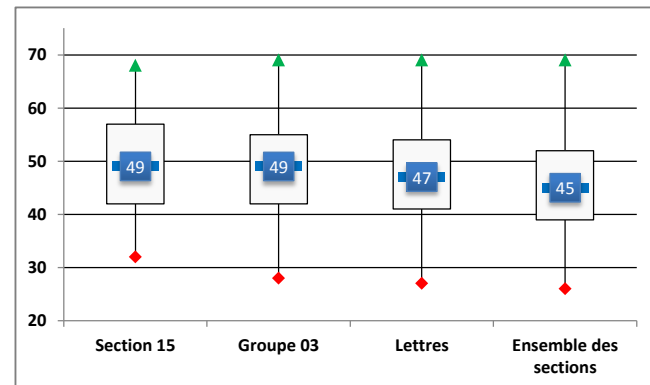 70
60
50
40
30
20
49
49
47
45
Section 15
Groupe 03
Lettres
Ensemble des
sections